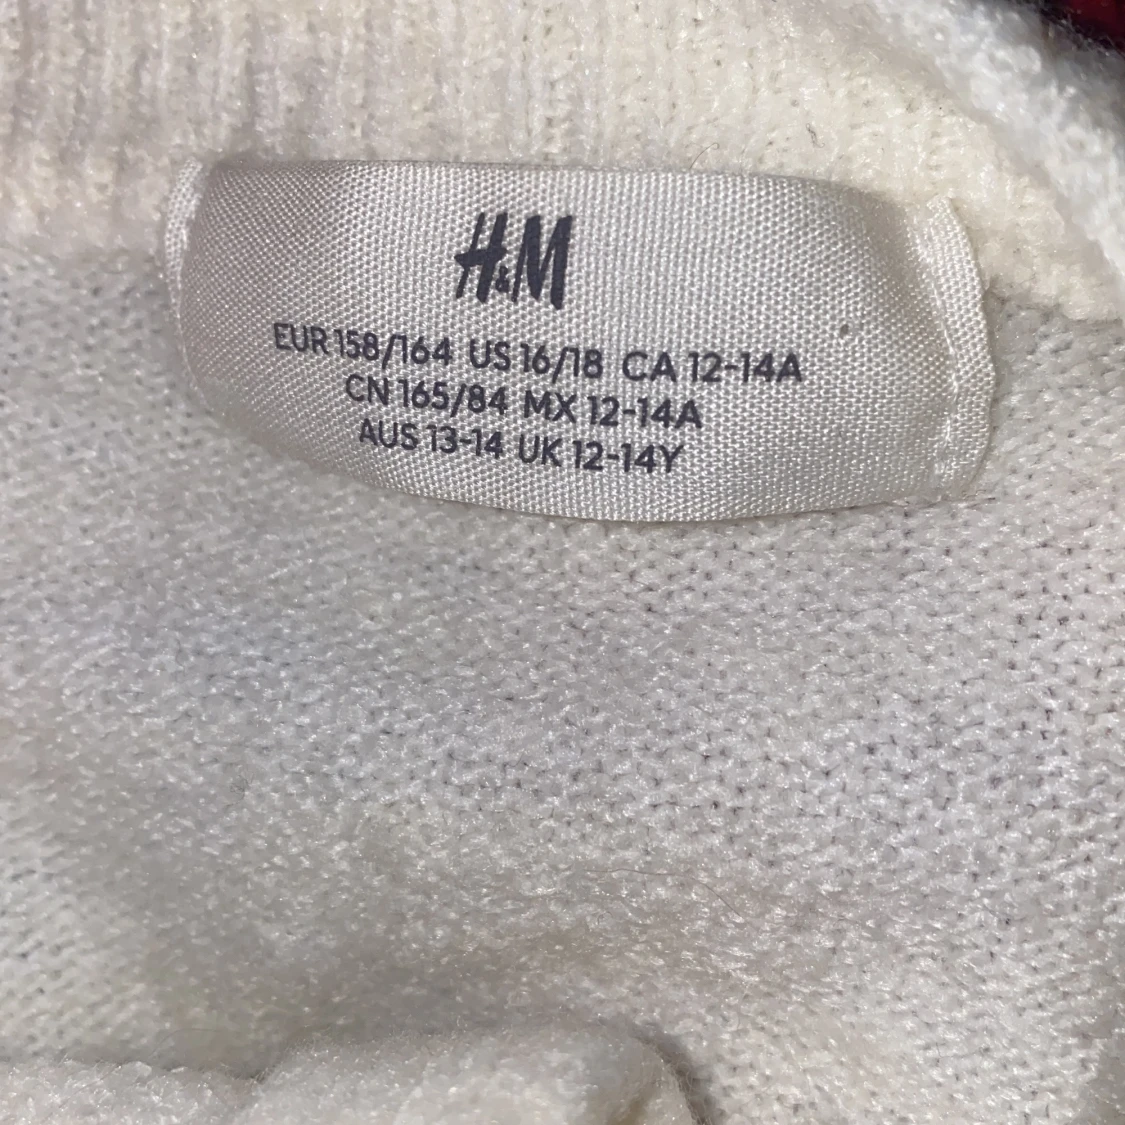 H&M
EUR 158/164 US 16/18 CA 12-14A
CN 165/84 MX 12-14A
AUS 13-14 UK 12-14Y